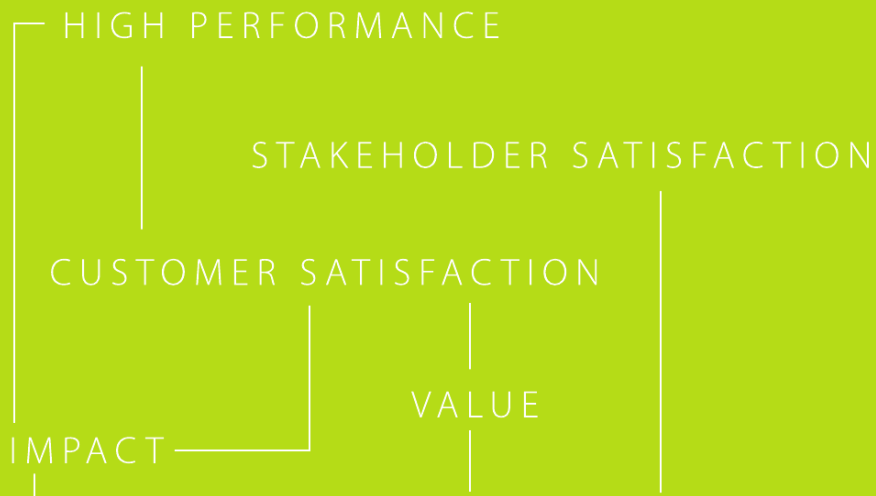 HIGH PERFORMANCE
STAKEHOLDER SATISFACTION
CUSTOMER SATISFACTION
VALUE
IMPACT